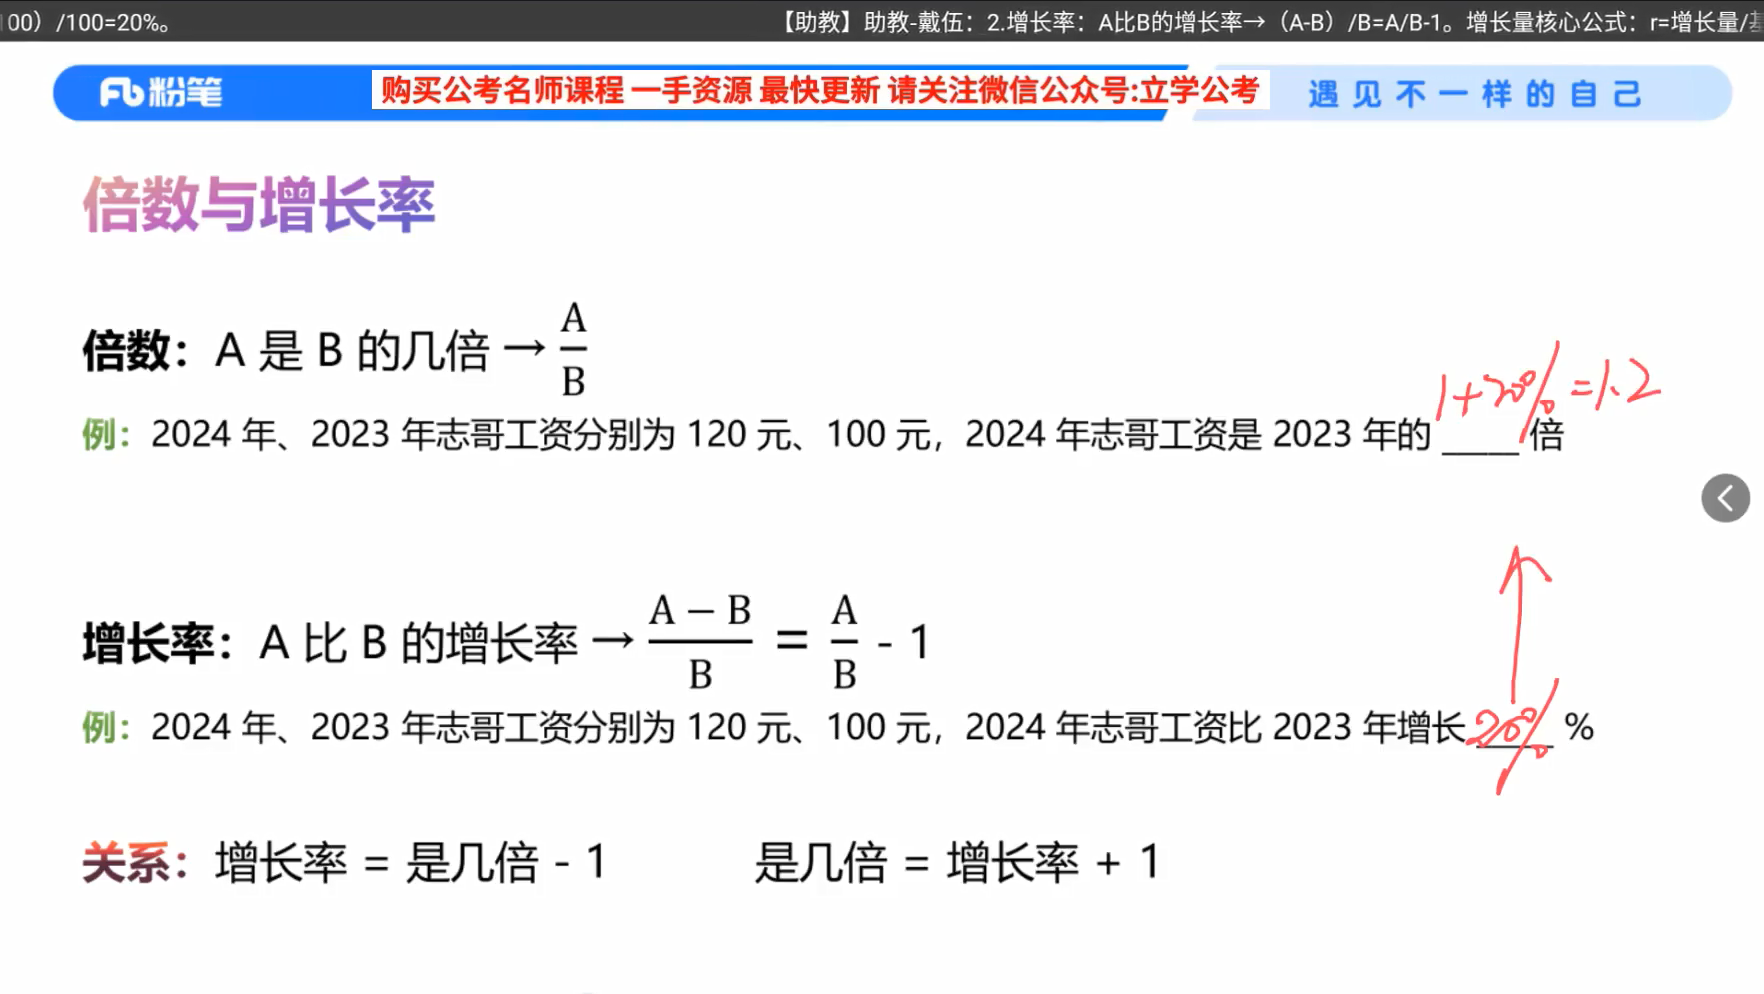 00）/100=20%。 【助教】助教-戴伍：2.增长率：A比B的增长率→（A-B）/B=A/B-1。增长量核心公式：r=增长量/
粉笔 购买公考名师课程 一手资源 最快更新 请关注微信公众号:立学公考 遇见不一样的自己
倍数与增长率
倍数：A 是 B 的几倍 → A/B
1+20%=1.2
例：2024 年、2023 年志哥工资分别为 120 元、100 元，2024 年志哥工资是 2023 年的 ____ 倍
增长率：A 比 B 的增长率 → (A − B)/B = A/B - 1
例：2024 年、2023 年志哥工资分别为 120 元、100 元，2024 年志哥工资比 2023 年增长 20% %
关系：增长率 = 是几倍 - 1 是几倍 = 增长率 + 1